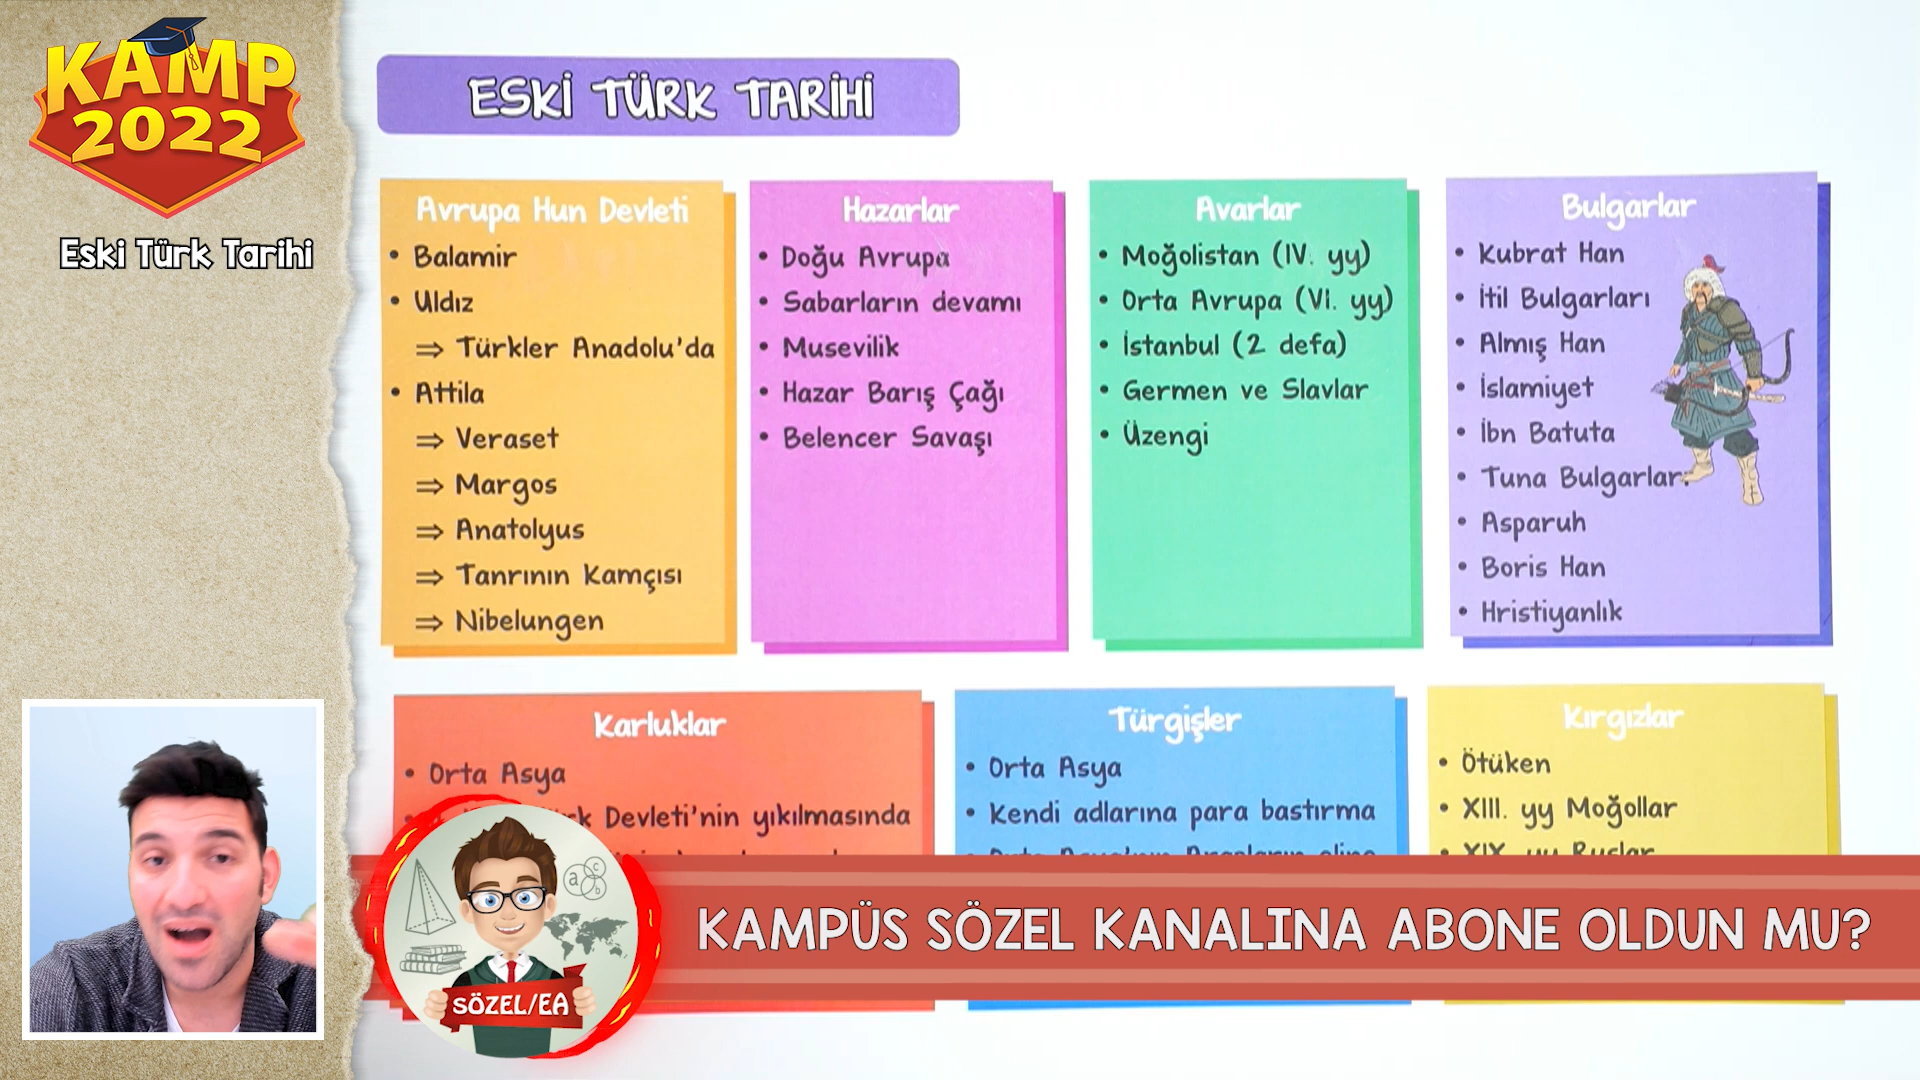 KAMP
2022
Eski Türk Tarihi
ESKİ TÜRK TARİHİ
Avrupa Hun Devleti
• Balamir
• Uldız
⇒ Türkler Anadolu'da
• Attila
⇒ Veraset
⇒ Margos
⇒ Anatolyus
⇒ Tanrının Kamçısı
⇒ Nibelungen
Hazarlar
• Doğu Avrupa
• Sabarların devamı
• Musevilik
• Hazar Barış Çağı
• Belencer Savaşı
Avarlar
• Moğolistan (IV. yy)
• Orta Avrupa (VI. yy)
• İstanbul (2 defa)
• Germen ve Slavlar
• Üzengi
Bulgarlar
• Kubrat Han
• İtil Bulgarları
• Almış Han
• İslamiyet
• İbn Batuta
• Tuna Bulgarlar
• Asparuh
• Boris Han
• Hristiyanlık
Karluklar
• Orta Asya
Devleti'nin yıkılmasında
Türgişler
• Orta Asya
• Kendi adlarına para bastırma
Kırgızlar
• Ötüken
• XIII. yy Moğollar
• XIX. yy Ruslar
a c b
SÖZEL/EA
KAMPÜS SÖZEL KANALINA ABONE OLDUN MU?